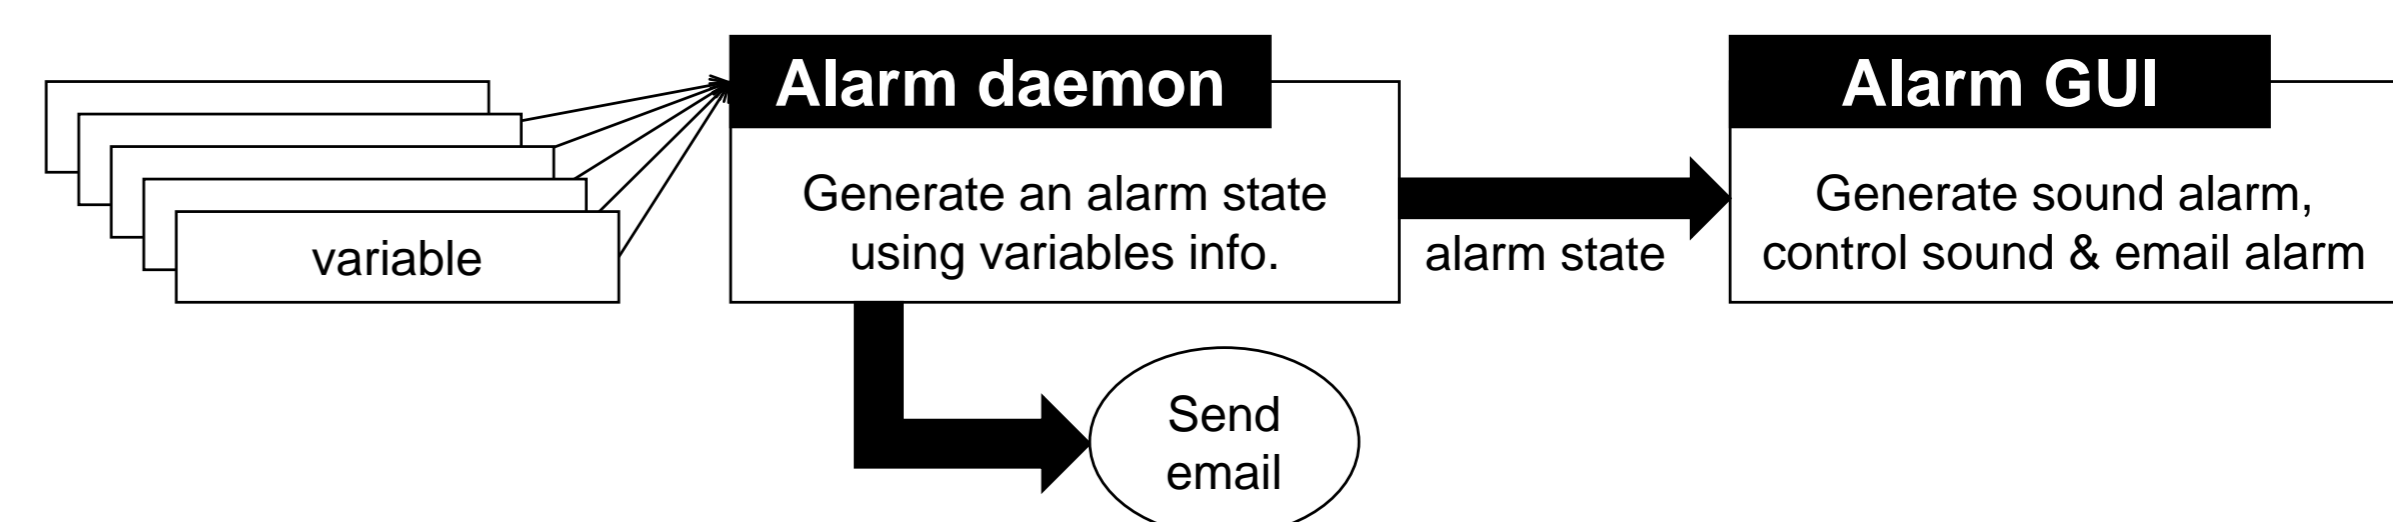 Alarm daemon
Alarm GUI
Generate an alarm state
using variables info.
Generate sound alarm,
control sound & email alarm
variable
alarm state
Send
email